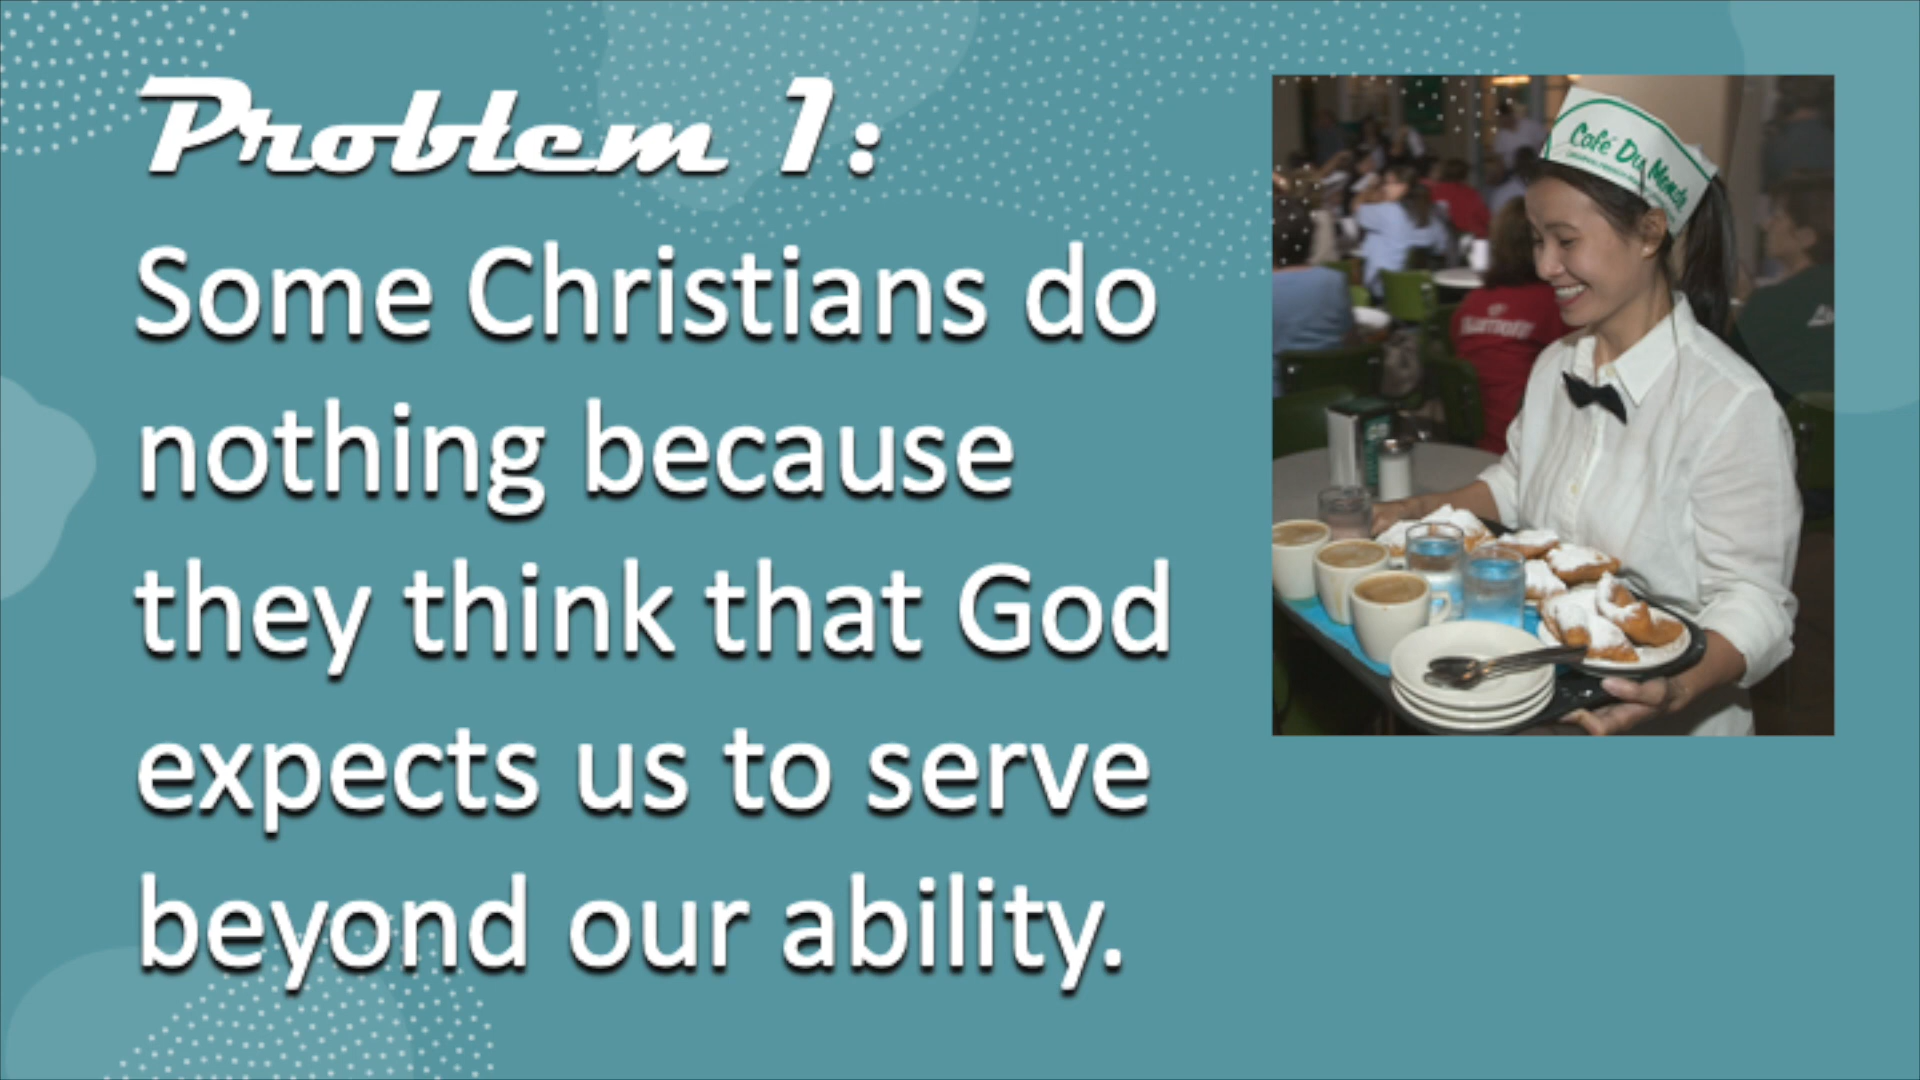 Problem 1:
Some Christians do
nothing because
they think that God
expects us to serve
beyond our ability.
Café Du Monde
Marriott